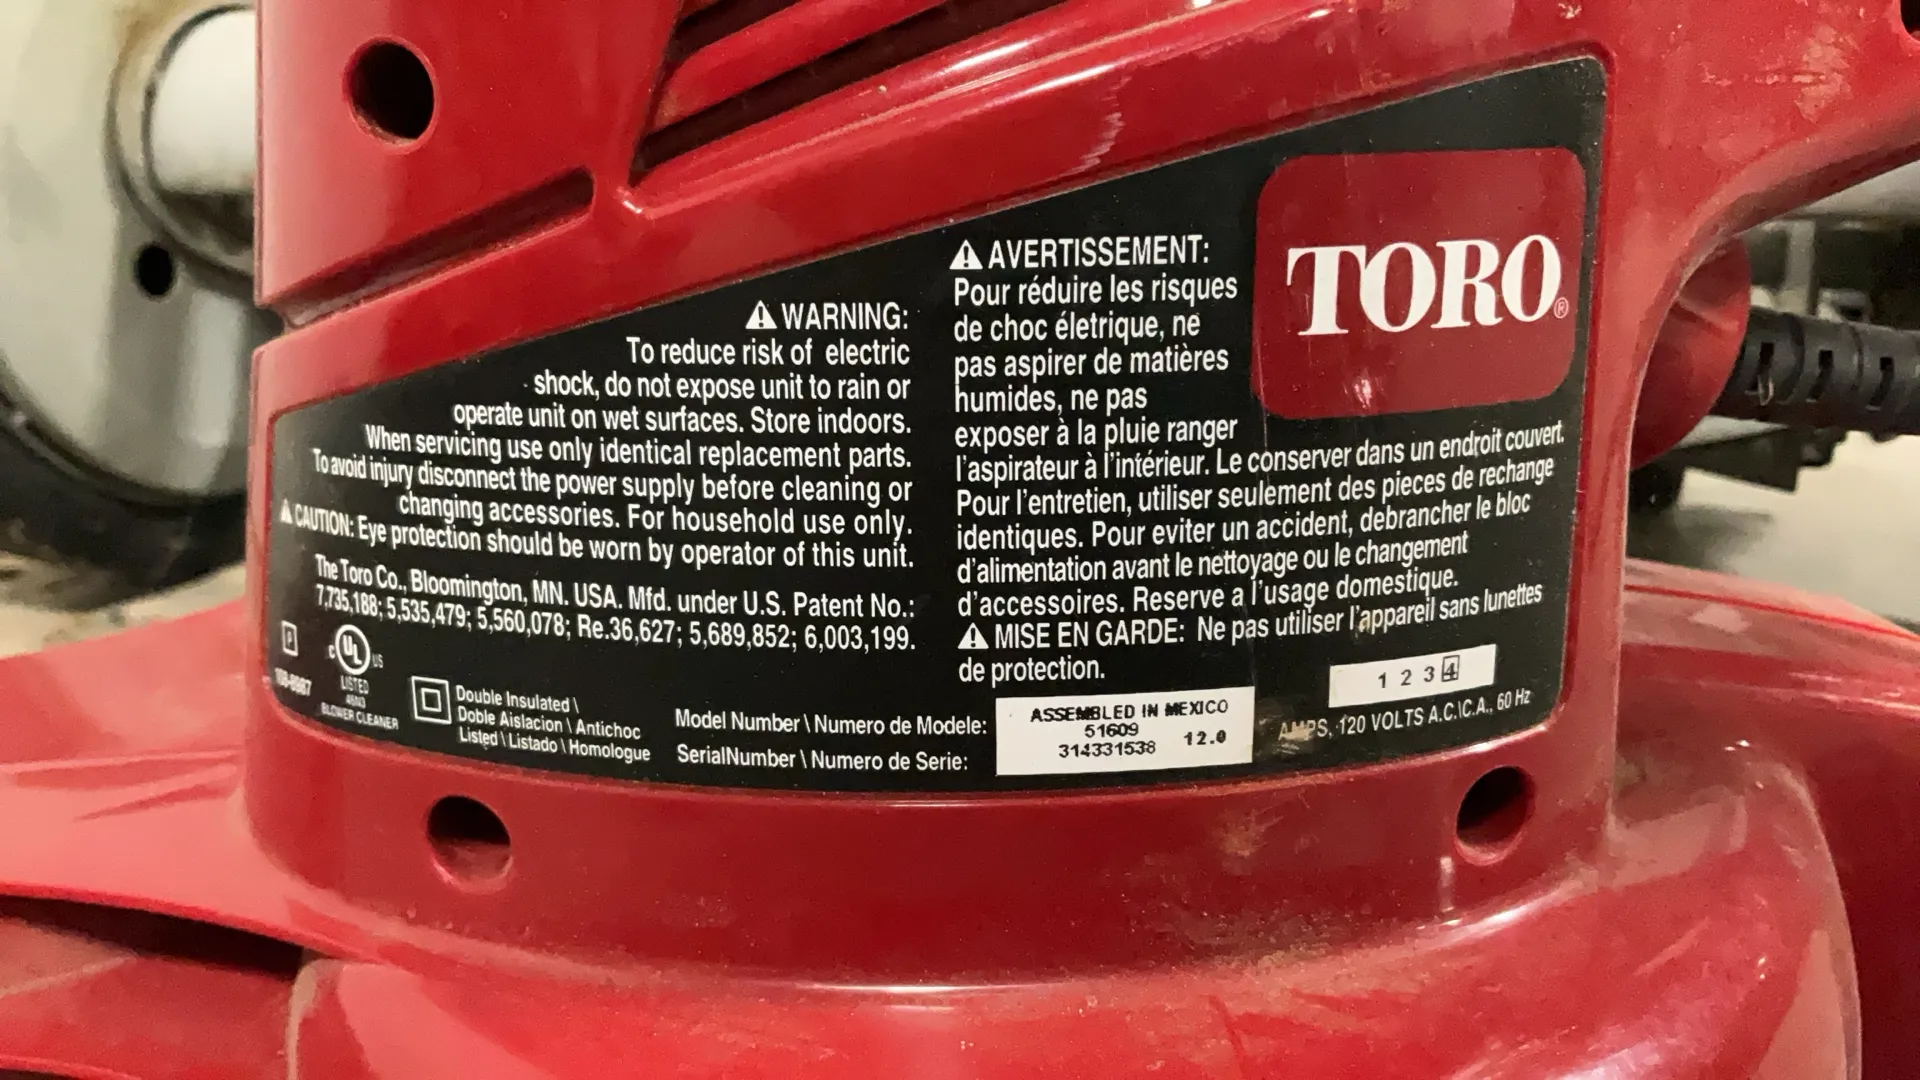 TORO®
⚠ WARNING:
To reduce risk of electric
shock, do not expose unit to rain or
operate unit on wet surfaces. Store indoors.
When servicing use only identical replacement parts.
To avoid injury disconnect the power supply before cleaning or
changing accessories. For household use only.
⚠ CAUTION: Eye protection should be worn by operator of this unit.
The Toro Co., Bloomington, MN. USA. Mfd. under U.S. Patent No.:
7,735,188; 5,535,479; 5,560,078; Re.36,627; 5,689,852; 6,003,199.
⚠ AVERTISSEMENT:
Pour réduire les risques
de choc életrique, ne
pas aspirer de matières
humides, ne pas
exposer à la pluie ranger
l'aspirateur à l'intérieur. Le conserver dans un endroit couvert.
Pour l'entretien, utiliser seulement des pieces de rechange
identiques. Pour eviter un accident, debrancher le bloc
d'alimentation avant le nettoyage ou le changement
d'accessoires. Reserve a l'usage domestique.
⚠ MISE EN GARDE: Ne pas utiliser l'appareil sans lunettes
de protection.
P
c UL US
LISTED
BLOWER CLEANER
Double Insulated \
Doble Aislacion \ Antichoc
Listed \ Listado \ Homologue
Model Number \ Numero de Modele:
SerialNumber \ Numero de Serie:
ASSEMBLED IN MEXICO
51609
314331538 12.0
1 2 3 4
AMPS, 120 VOLTS A.C.\C.A., 60 Hz